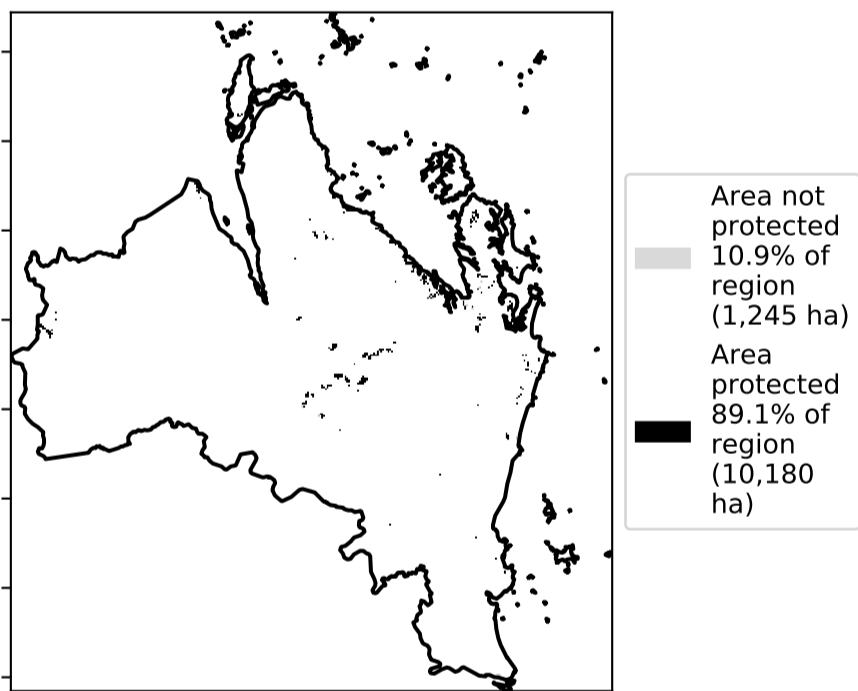 Area not
protected
10.9% of
region
(1,245 ha)
Area
protected
89.1% of
region
(10,180
ha)